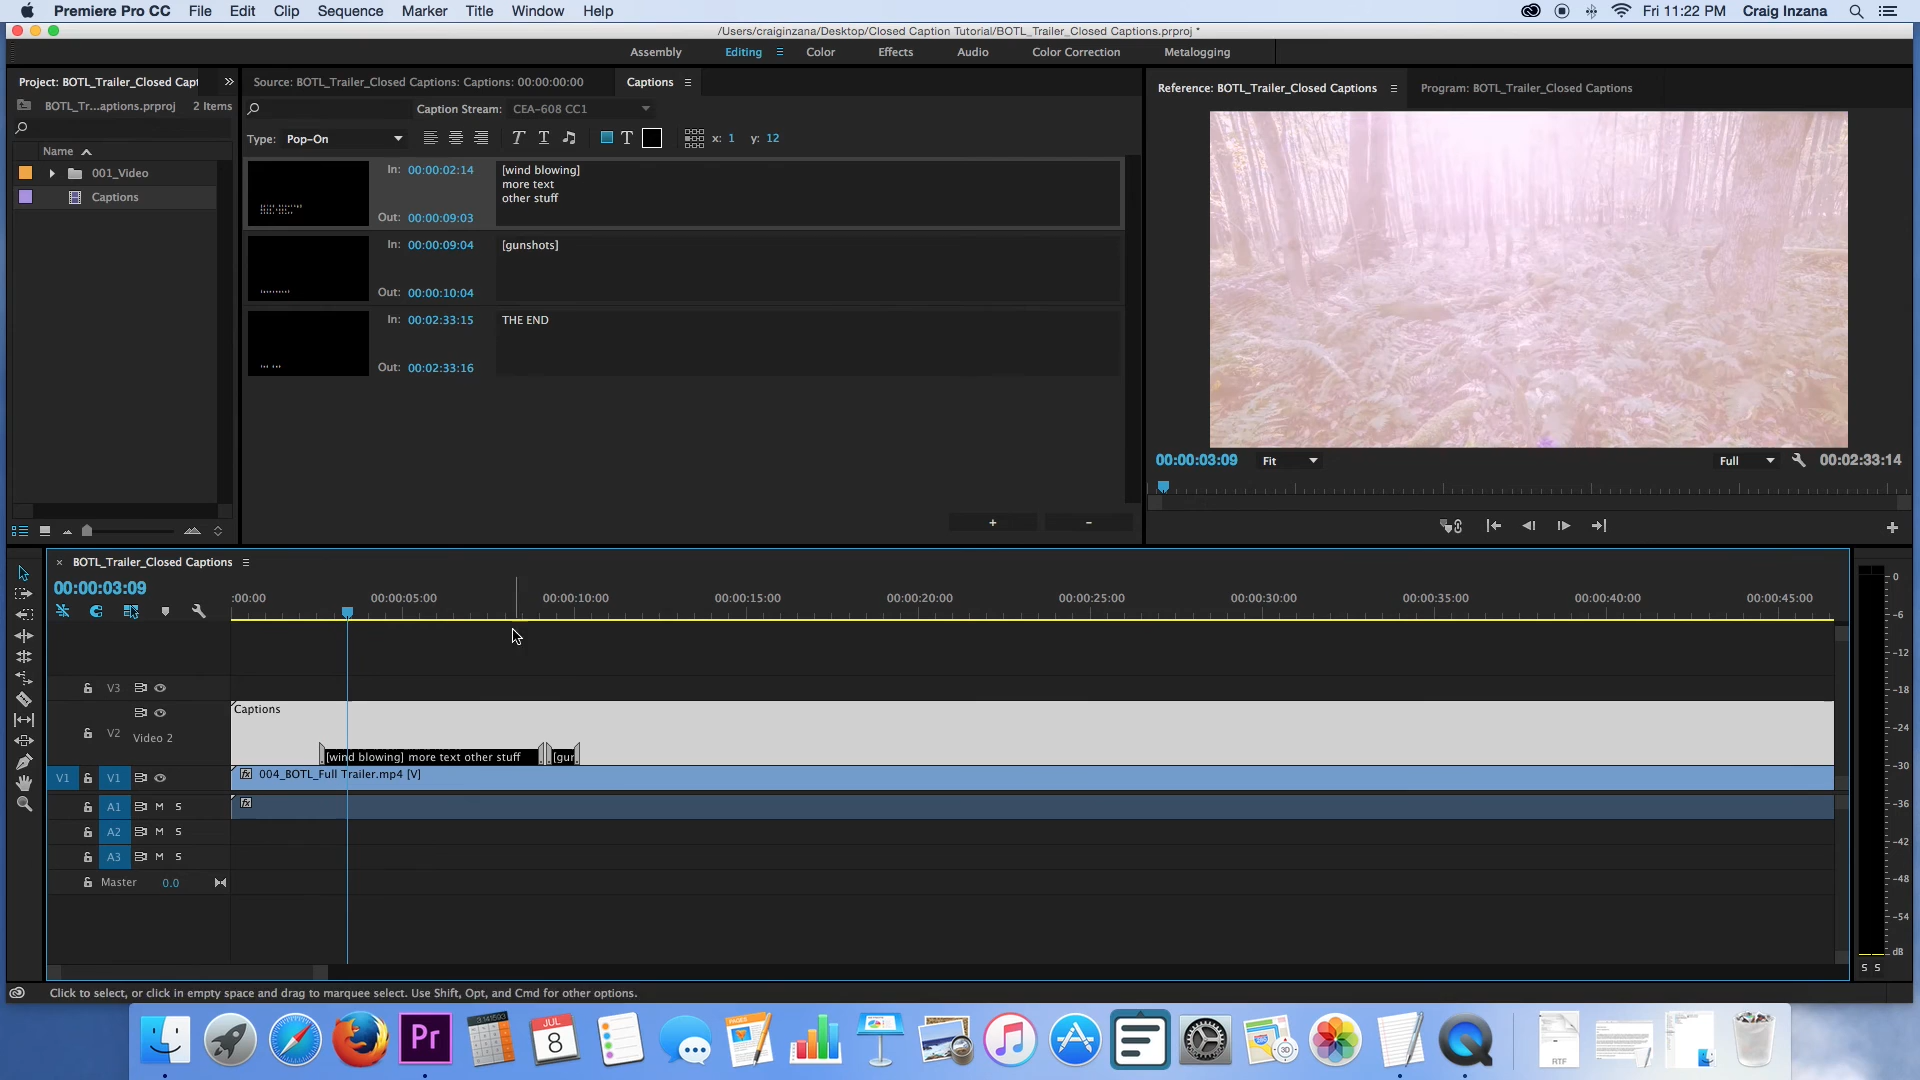 Premiere Pro CC File Edit Clip Sequence Marker Title Window Help Fri 11:22 PM Craig Inzana
/Users/craiginzana/Desktop/Closed Caption Tutorial/BOTL_Trailer_Closed Captions.prproj *
Assembly Editing Color Effects Audio Color Correction Metalogging
Project: BOTL_Trailer_Closed Capt
BOTL_Tr...aptions.prproj 2 Items
Name
001_Video
Captions
Source: BOTL_Trailer_Closed Captions: Captions: 00:00:00:00 Captions
Caption Stream: CEA-608 CC1
Type: Pop-On T T T x: 1 y: 12
In: 00:00:02:14 [wind blowing]
more text
other stuff
Out: 00:00:09:03
In: 00:00:09:04 [gunshots]
Out: 00:00:10:04
In: 00:02:33:15 THE END
Out: 00:02:33:16
+ -
Reference: BOTL_Trailer_Closed Captions Program: BOTL_Trailer_Closed Captions
00:00:03:09 Fit Full 00:02:33:14
× BOTL_Trailer_Closed Captions
00:00:03:09
:00:00 00:00:05:00 00:00:10:00 00:00:15:00 00:00:20:00 00:00:25:00 00:00:30:00 00:00:35:00 00:00:40:00 00:00:45:00
V3
V2 Video 2
Captions
[wind blowing] more text other stuff [gun
V1 V1 fx 004_BOTL_Full Trailer.mp4 [V]
A1 M S fx
A2 M S
A3 M S
Master 0.0
0
-6
-12
-18
-24
-30
-36
-42
-48
-54
dB
S S
Click to select, or click in empty space and drag to marquee select. Use Shift, Opt, and Cmd for other options.
Pr
3.141593
JUL
8
PAGES
RTF